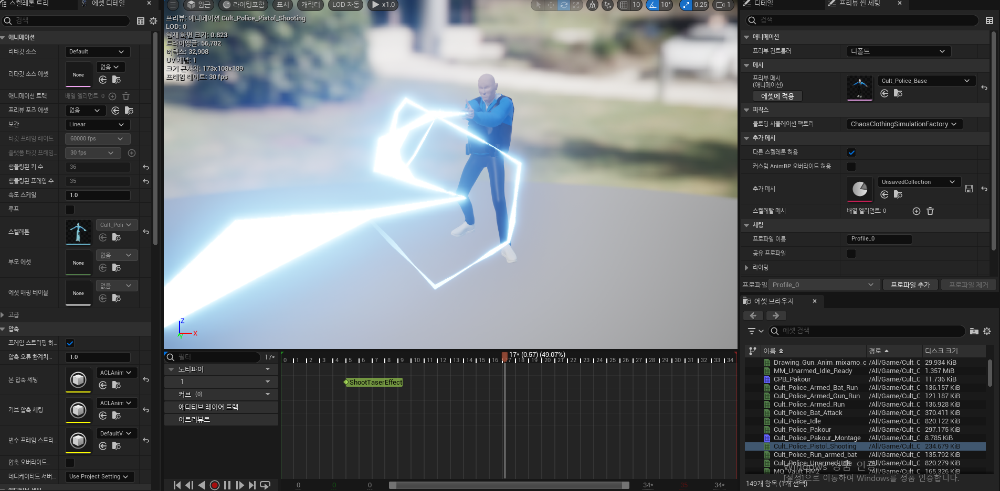 스켈레톤 트리
에셋 디테일
검색
애니메이션
리타깃 소스
Default
리타깃 소스 에셋
None
없음
애니메이션 트랙
배열 엘리먼트: 0
프리뷰 포즈 에셋
없음
보간
Linear
타깃 프레임 레이트
60000 fps
플랫폼 타깃 프레임...
30 fps
샘플링된 키 수
36
샘플링된 프레임 수
35
속도 스케일
1.0
루프
스켈레톤
Cult_Poli
부모 에셋
None
없음
에셋 매핑 테이블
None
없음
고급
압축
프레임 스트리핑 허...
압축 오류 한계치...
1.0
본 압축 세팅
ACLAnim
커브 압축 세팅
ACLAnim
변수 프레임 스트리...
DefaultV
압축 오버라이드...
데디케이티드 서버...
Use Project Setting
원근
라이팅포함
표시
캐릭터
LOD 자동
x1.0
10
10°
0.25
1
프리뷰: 애니메이션 Cult_Police_Pistol_Shooting
LOD: 0
현재 화면 크기: 0.823
트라이앵글: 56,782
버텍스: 32,908
UV 채널: 1
크기 근사치: 173x108x189
프레임 레이트: 30 fps
Z
X
Y
필터
17*
17* (0.57) (49.07%)
0 1 2 3 4 5 6 7 8 9 10 11 12 13 14 15 16 17 18 19 20 21 22 23 24 25 26 27 28 29 30 31 32 33 34
노티파이
1
ShootTaserEffect
커브 (0)
애디티브 레이어 트랙
어트리뷰트
0
0
0
34*
35
34*
디테일
프리뷰 씬 세팅
검색
애니메이션
프리뷰 컨트롤러
디폴트
메시
프리뷰 메시
(애니메이션)
에셋에 적용
Cult_Police_Base
피직스
클로딩 시뮬레이션 팩토리
ChaosClothingSimulationFactory
추가 메시
다른 스켈레톤 허용
커스텀 AnimBP 오버라이드 허용
추가 메시
UnsavedCollection
스켈레탈 메시
배열 엘리먼트: 0
세팅
프로파일 이름
Profile_0
공유 프로파일
라이팅
프로파일
Profile_0
프로파일 추가
프로파일 제거
에셋 브라우저
에셋 검색
이름
경로
디스크 크기
Drawing_Gun_Anim_mixamo_c /All/Game/Cult_C 29.934 KiB
MM_Unarmed_Idle_Ready /All/Game/Cult_C 1.357 MiB
CPB_Pakour /All/Game/Cult_C 11.736 KiB
Cult_Police_Armed_Bat_Run /All/Game/Cult_C 136.157 KiB
Cult_Police_Armed_Gun_Run /All/Game/Cult_C 121.187 KiB
Cult_Police_Armed_Run /All/Game/Cult_C 136.928 KiB
Cult_Police_Bat_Attack /All/Game/Cult_C 370.411 KiB
Cult_Police_Idle /All/Game/Cult_C 820.122 KiB
Cult_Police_Pakour /All/Game/Cult_C 297.175 KiB
Cult_Police_Pakour_Montage /All/Game/Cult_C 8.785 KiB
Cult_Police_Pistol_Shooting /All/Game/Cult_C 234.679 KiB
Cult_Police_Run_armed_bat /All/Game/Cult_C 135.792 KiB
Cult_Police_Unarmed_Idle /All/Game/Cult_C 820.279 KiB
MO_Vault_RM2 /All/Game/Cult_C 165.326 KiB
Windows 정품 인증
[설정]으로 이동하여 Windows를 정품 인증합니다.
149개 항목 (1개 선택)